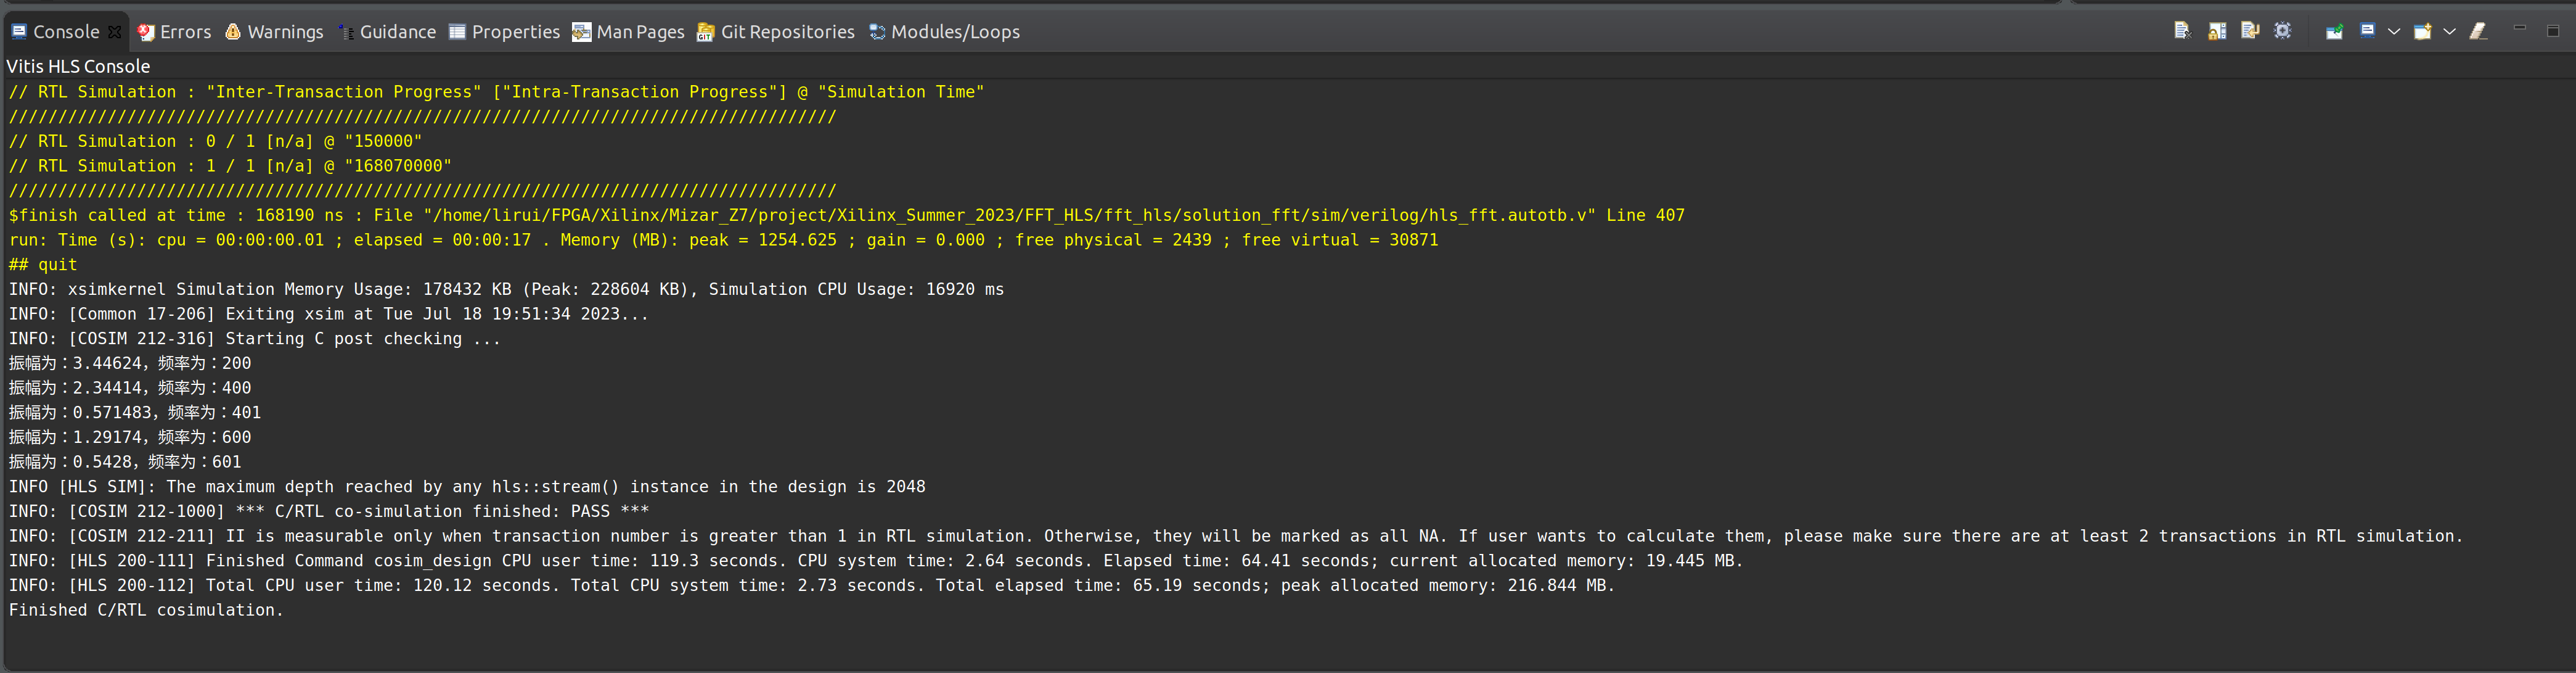 Console Errors Warnings Guidance Properties Man Pages Git Repositories Modules/Loops
Vitis HLS Console
// RTL Simulation : "Inter-Transaction Progress" ["Intra-Transaction Progress"] @ "Simulation Time"
////////////////////////////////////////////////////////////////////////////////////
// RTL Simulation : 0 / 1 [n/a] @ "150000"
// RTL Simulation : 1 / 1 [n/a] @ "168070000"
////////////////////////////////////////////////////////////////////////////////////
$finish called at time : 168190 ns : File "/home/lirui/FPGA/Xilinx/Mizar_Z7/project/Xilinx_Summer_2023/FFT_HLS/fft_hls/solution_fft/sim/verilog/hls_fft.autotb.v" Line 407
run: Time (s): cpu = 00:00:00.01 ; elapsed = 00:00:17 . Memory (MB): peak = 1254.625 ; gain = 0.000 ; free physical = 2439 ; free virtual = 30871
## quit
INFO: xsimkernel Simulation Memory Usage: 178432 KB (Peak: 228604 KB), Simulation CPU Usage: 16920 ms
INFO: [Common 17-206] Exiting xsim at Tue Jul 18 19:51:34 2023...
INFO: [COSIM 212-316] Starting C post checking ...
振幅为：3.44624，频率为：200
振幅为：2.34414，频率为：400
振幅为：0.571483，频率为：401
振幅为：1.29174，频率为：600
振幅为：0.5428，频率为：601
INFO [HLS SIM]: The maximum depth reached by any hls::stream() instance in the design is 2048
INFO: [COSIM 212-1000] *** C/RTL co-simulation finished: PASS ***
INFO: [COSIM 212-211] II is measurable only when transaction number is greater than 1 in RTL simulation. Otherwise, they will be marked as all NA. If user wants to calculate them, please make sure there are at least 2 transactions in RTL simulation.
INFO: [HLS 200-111] Finished Command cosim_design CPU user time: 119.3 seconds. CPU system time: 2.64 seconds. Elapsed time: 64.41 seconds; current allocated memory: 19.445 MB.
INFO: [HLS 200-112] Total CPU user time: 120.12 seconds. Total CPU system time: 2.73 seconds. Total elapsed time: 65.19 seconds; peak allocated memory: 216.844 MB.
Finished C/RTL cosimulation.